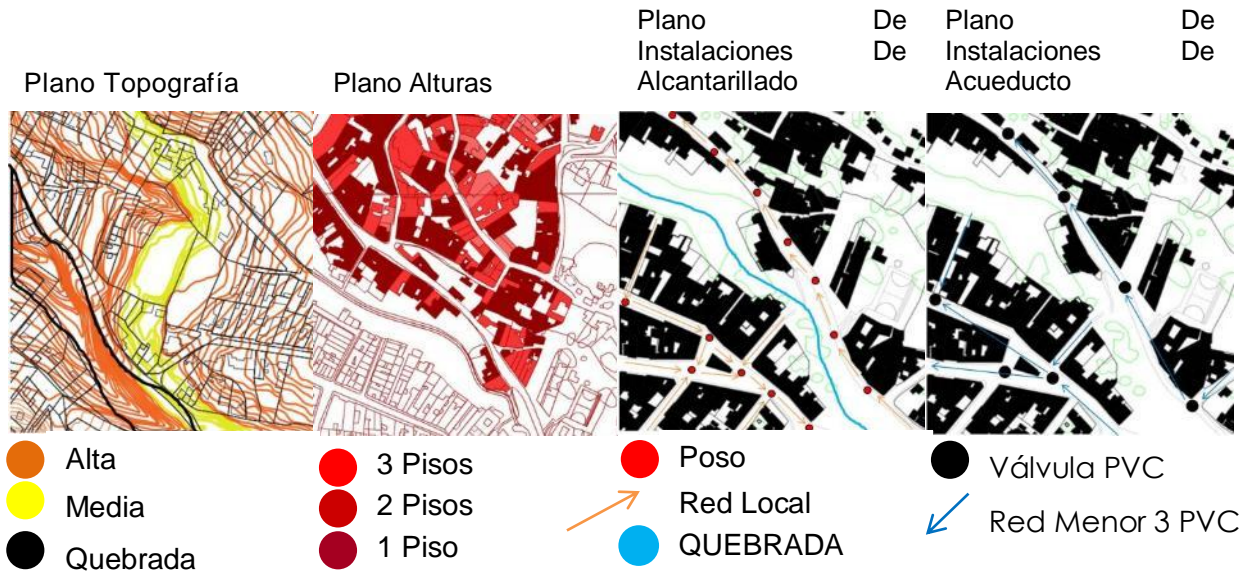 Plano Topografía
Alta
Media
Quebrada
Plano Alturas
3 Pisos
2 Pisos
1 Piso
Plano De
Instalaciones De
Alcantarillado
Poso
Red Local
QUEBRADA
Plano De
Instalaciones De
Acueducto
Válvula PVC
Red Menor 3 PVC